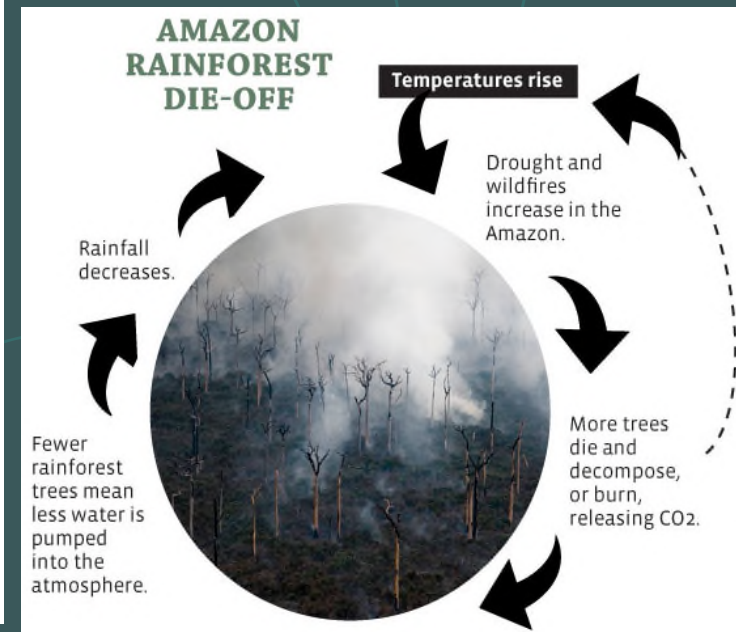 AMAZON
RAINFOREST
DIE-OFF
Temperatures rise
Drought and
wildfires
increase in the
Amazon.
More trees
die and
decompose,
or burn,
releasing CO2.
Fewer
rainforest
trees mean
less water is
pumped
into the
atmosphere.
Rainfall
decreases.